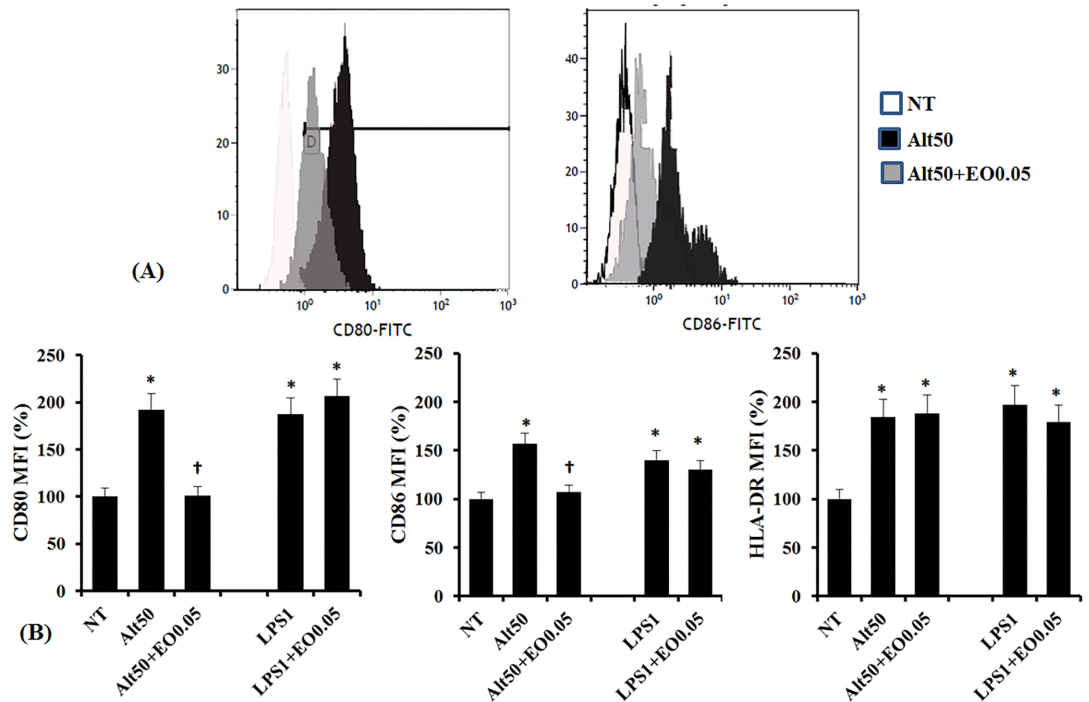 30
20
10
0
D
10⁰
10¹
10²
10³
CD80-FITC
40
30
20
10
0
10⁰
10¹
10²
10³
CD86-FITC
NT
Alt50
Alt50+EO0.05
(A)
CD80 MFI (%)
250
200
150
100
50
0
*
†
*
*
NT
Alt50
Alt50+EO0.05
LPS1
LPS1+EO0.05
CD86 MFI (%)
250
200
150
100
50
0
*
†
*
*
NT
Alt50
Alt50+EO0.05
LPS1
LPS1+EO0.05
HLA-DR MFI (%)
250
200
150
100
50
0
*
*
*
*
NT
Alt50
Alt50+EO0.05
LPS1
LPS1+EO0.05
(B)